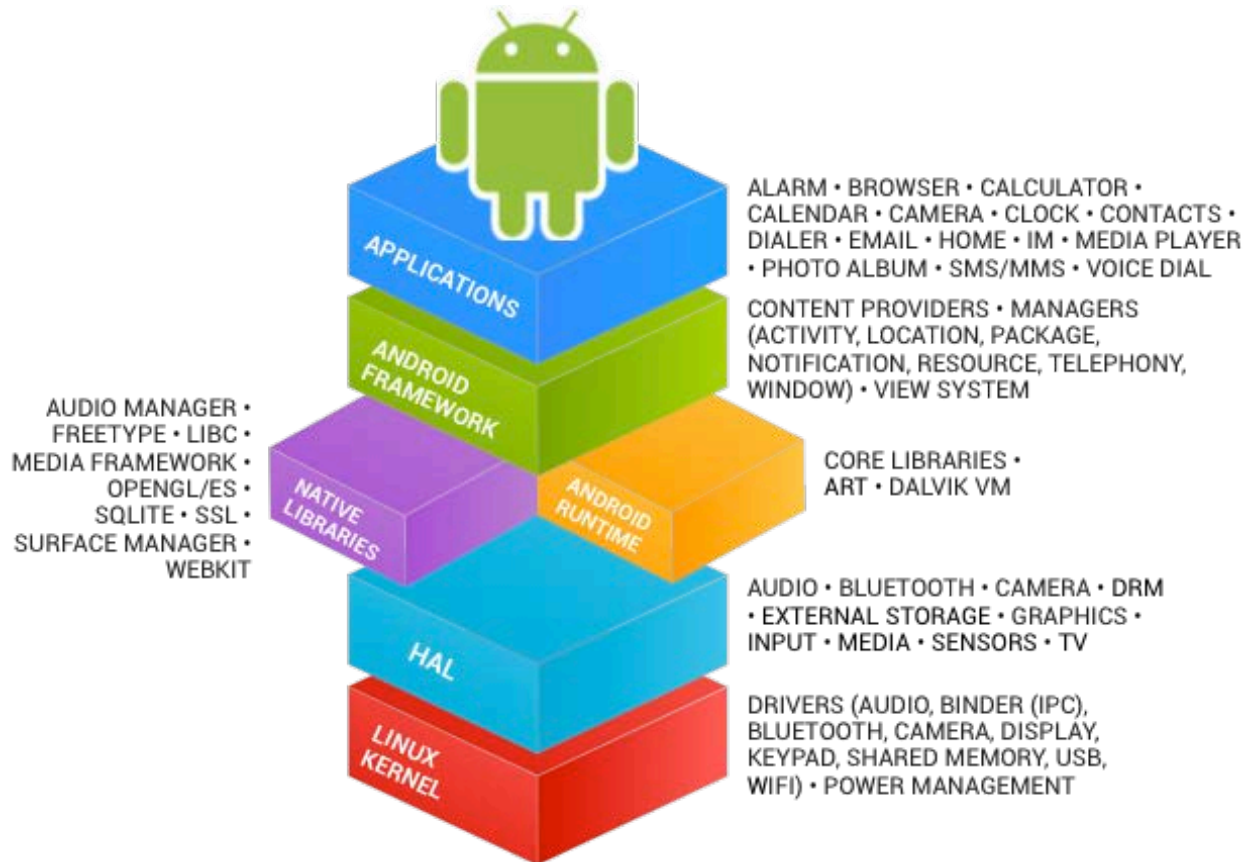 APPLICATIONS
ALARM • BROWSER • CALCULATOR •
CALENDAR • CAMERA • CLOCK • CONTACTS •
DIALER • EMAIL • HOME • IM • MEDIA PLAYER
• PHOTO ALBUM • SMS/MMS • VOICE DIAL
ANDROID
FRAMEWORK
CONTENT PROVIDERS • MANAGERS
(ACTIVITY, LOCATION, PACKAGE,
NOTIFICATION, RESOURCE, TELEPHONY,
WINDOW) • VIEW SYSTEM
AUDIO MANAGER •
FREETYPE • LIBC •
MEDIA FRAMEWORK •
OPENGL/ES •
SQLITE • SSL •
SURFACE MANAGER •
WEBKIT
NATIVE
LIBRARIES
ANDROID
RUNTIME
CORE LIBRARIES •
ART • DALVIK VM
HAL
AUDIO • BLUETOOTH • CAMERA • DRM
• EXTERNAL STORAGE • GRAPHICS •
INPUT • MEDIA • SENSORS • TV
LINUX
KERNEL
DRIVERS (AUDIO, BINDER (IPC),
BLUETOOTH, CAMERA, DISPLAY,
KEYPAD, SHARED MEMORY, USB,
WIFI) • POWER MANAGEMENT